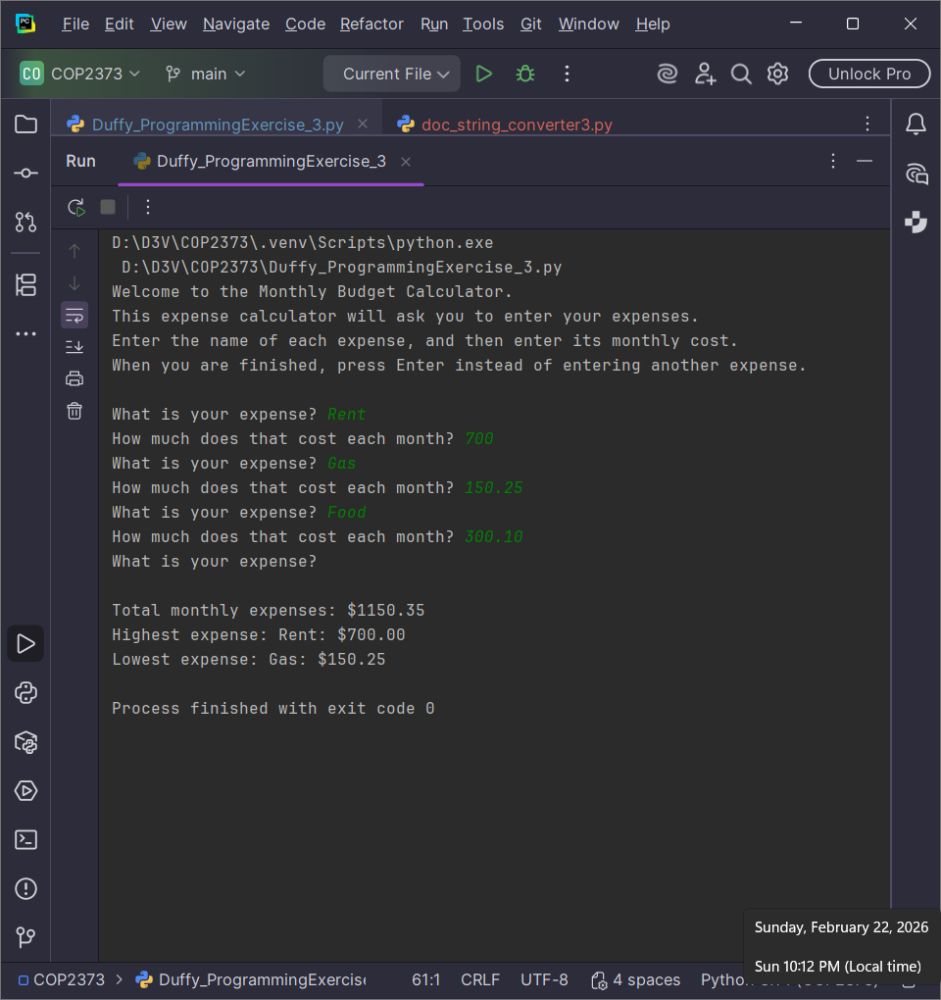 PC
File Edit View Navigate Code Refactor Run Tools Git Window Help
CO COP2373 main Current File Unlock Pro
Duffy_ProgrammingExercise_3.py doc_string_converter3.py
Run Duffy_ProgrammingExercise_3
D:\D3V\COP2373\.venv\Scripts\python.exe
D:\D3V\COP2373\Duffy_ProgrammingExercise_3.py
Welcome to the Monthly Budget Calculator.
This expense calculator will ask you to enter your expenses.
Enter the name of each expense, and then enter its monthly cost.
When you are finished, press Enter instead of entering another expense.
What is your expense? Rent
How much does that cost each month? 700
What is your expense? Gas
How much does that cost each month? 150.25
What is your expense? Food
How much does that cost each month? 300.10
What is your expense?
Total monthly expenses: $1150.35
Highest expense: Rent: $700.00
Lowest expense: Gas: $150.25
Process finished with exit code 0
Sunday, February 22, 2026
Sun 10:12 PM (Local time)
COP2373 Duffy_ProgrammingExercise 61:1 CRLF UTF-8 4 spaces Python